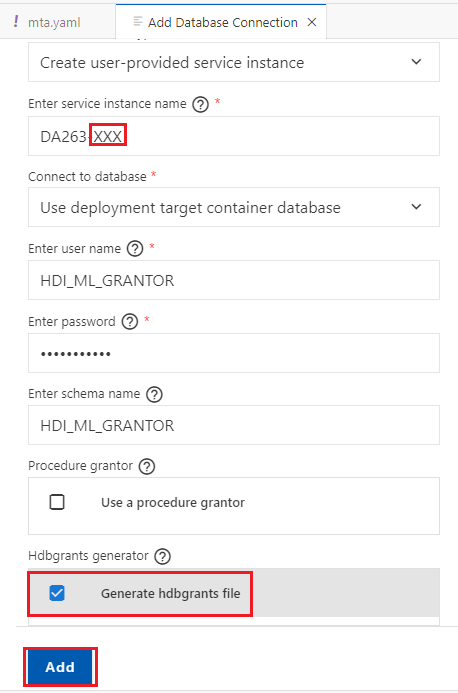 ! mta.yaml
Add Database Connection ×
Create user-provided service instance
Enter service instance name ? *
DA263-XXX
Connect to database *
Use deployment target container database
Enter user name ? *
HDI_ML_GRANTOR
Enter password ? *
•••••••••••
Enter schema name ?
HDI_ML_GRANTOR
Procedure grantor ?
Use a procedure grantor
Hdbgrants generator ?
Generate hdbgrants file
Add